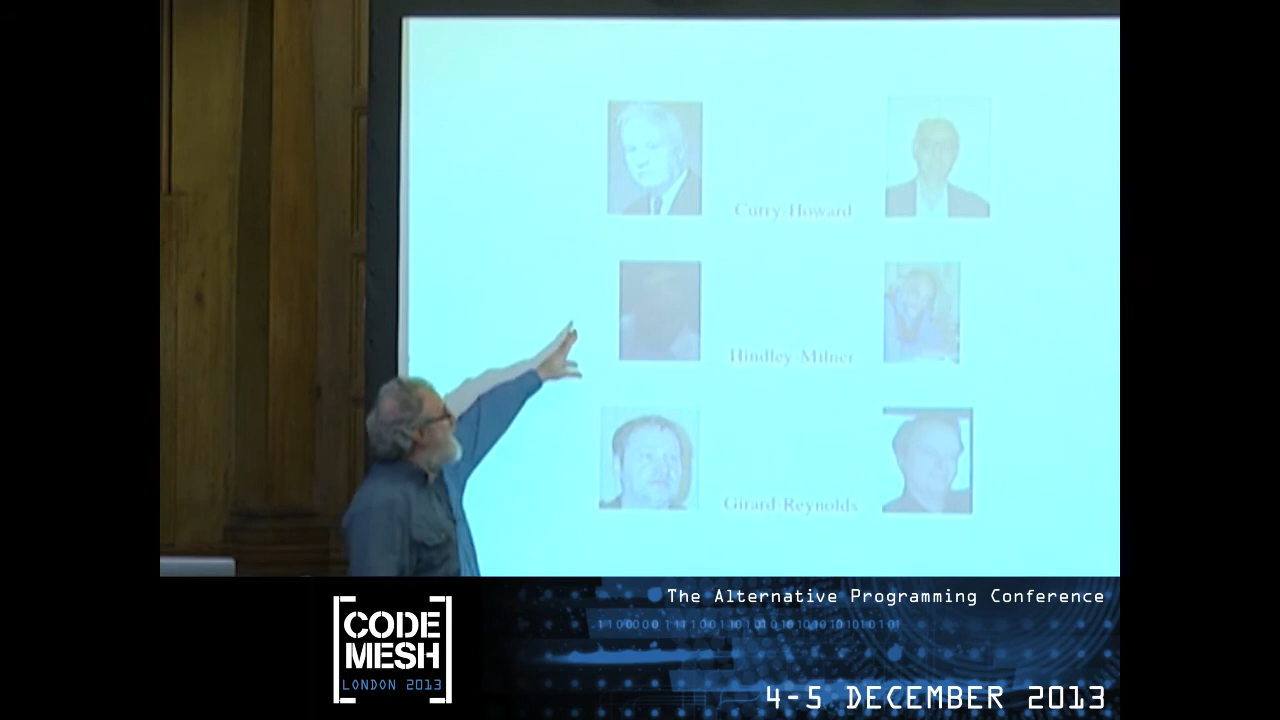 Curry-Howard
Hindley-Milner
Girard-Reynolds
CODE
MESH
LONDON 2013
The Alternative Programming Conference
4-5 DECEMBER 2013